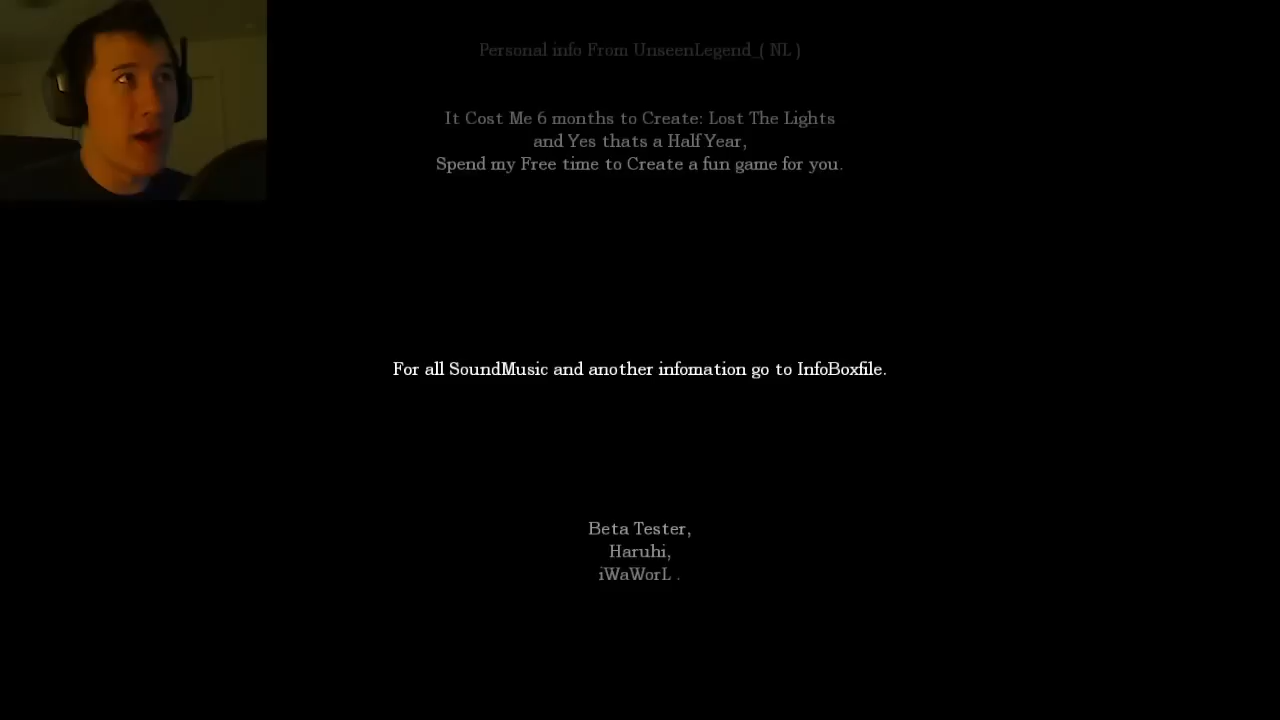 Personal info From UnseenLegend_( NL )
It Cost Me 6 months to Create: Lost The Lights
and Yes thats a Half Year,
Spend my Free time to Create a fun game for you.
For all SoundMusic and another infomation go to InfoBoxfile.
Beta Tester,
Haruhi,
iWaWorL .